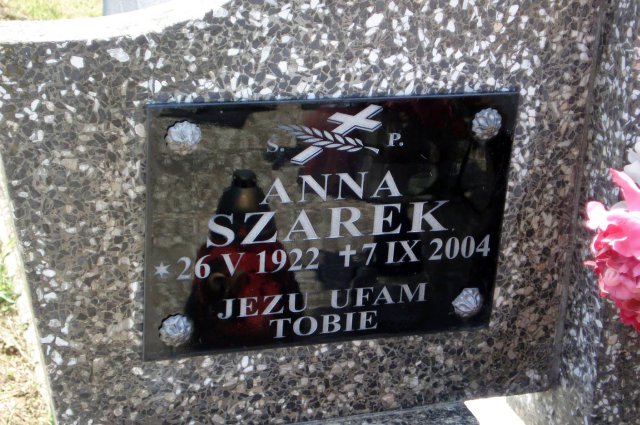 S. P.
ANNA
SZAREK
* 26 V 1922 † 7 IX 2004
JEZU UFAM
TOBIE